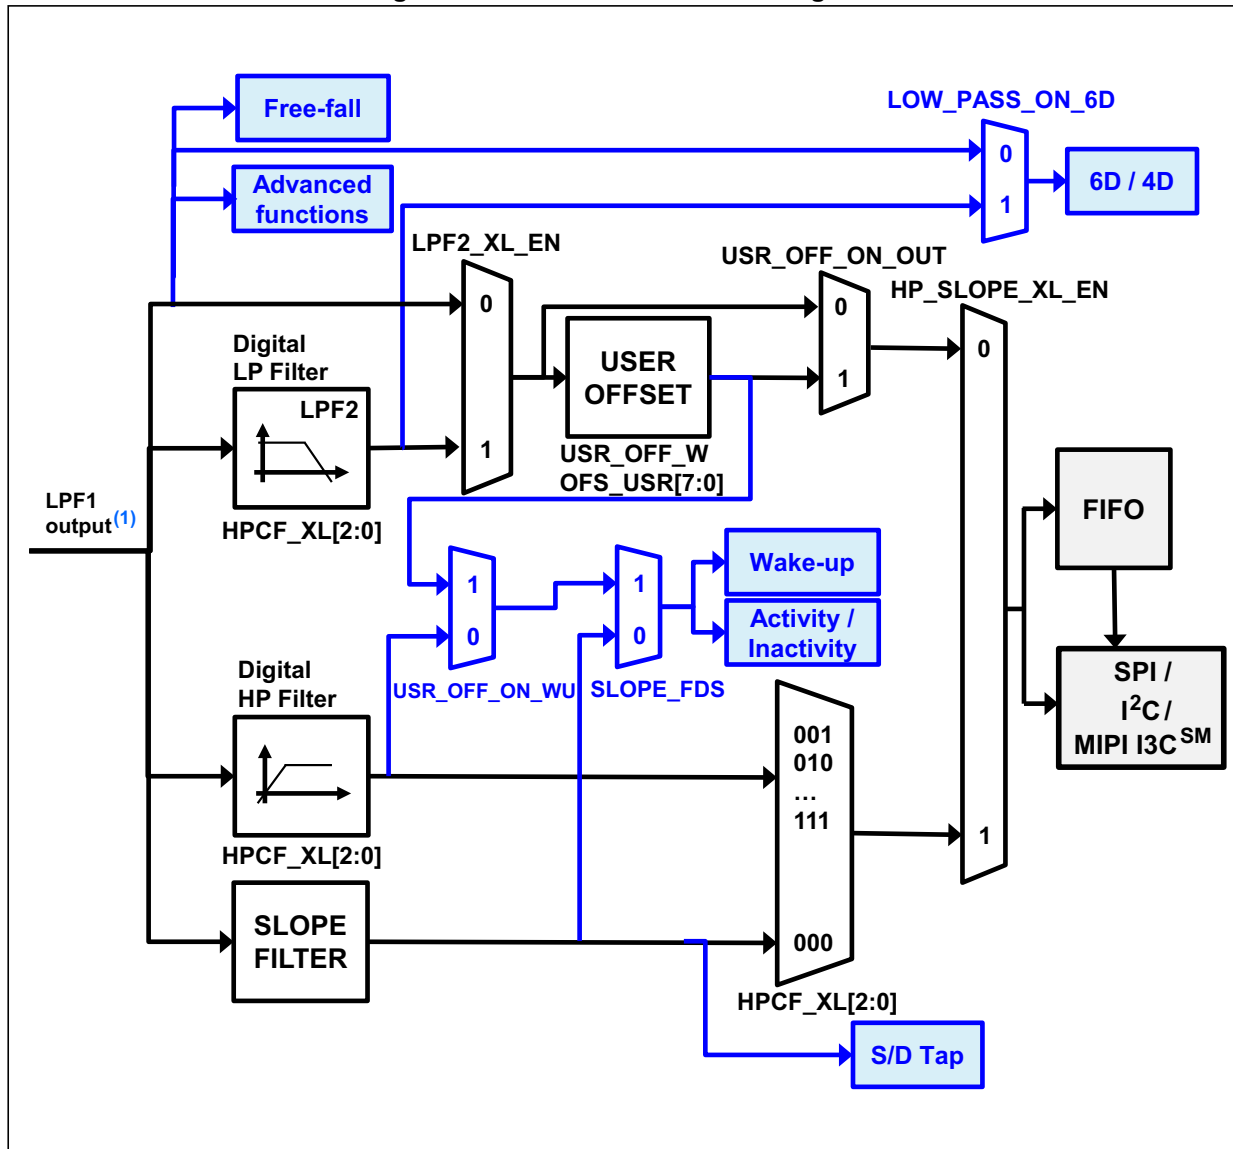 Free-fall
LOW_PASS_ON_6D
0
Advanced
functions
6D / 4D
1
LPF2_XL_EN
USR_OFF_ON_OUT
HP_SLOPE_XL_EN
0
0
0
Digital
LP Filter
USER
OFFSET
1
LPF2
1
USR_OFF_W
OFS_USR[7:0]
LPF1
output(1)
HPCF_XL[2:0]
FIFO
1
0
1
0
Wake-up
Activity /
Inactivity
Digital
HP Filter
USR_OFF_ON_WU
SLOPE_FDS
SPI /
I²C /
MIPI I3C SM
001
010
...
111
1
HPCF_XL[2:0]
SLOPE
FILTER
000
HPCF_XL[2:0]
S/D Tap